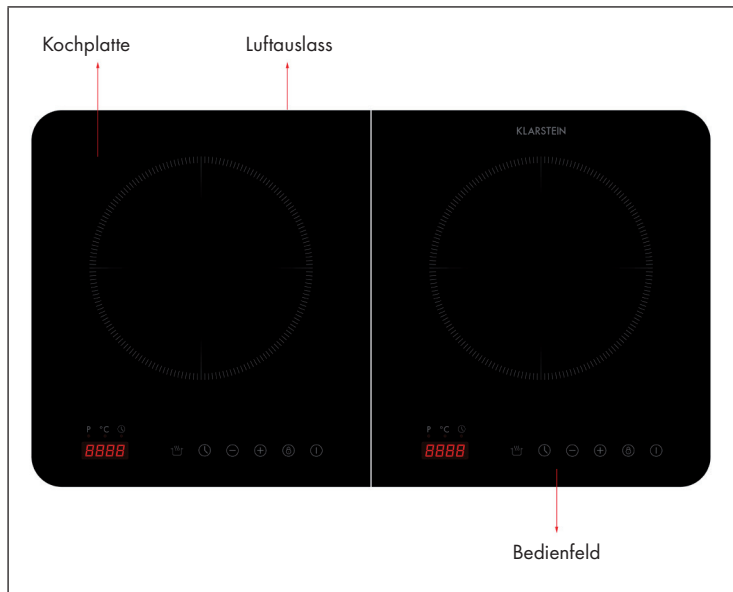 Kochplatte Luftauslass
KLARSTEIN
P °C P °C
8888 8888
Bedienfeld